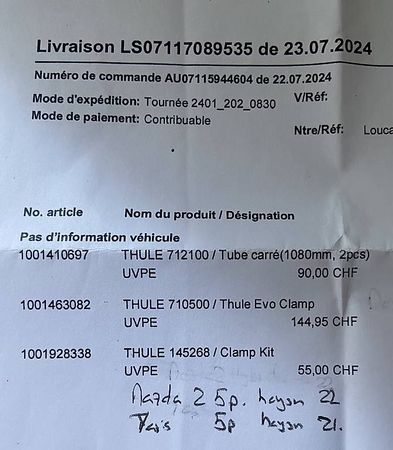 Livraison LS07117089535 de 23.07.2024
Numéro de commande AU07115944604 de 22.07.2024
Mode d'expédition: Tournée 2401_202_0830 V/Réf:
Mode de paiement: Contribuable
Ntre/Réf: Louca
No. article Nom du produit / Désignation
Pas d'information véhicule
1001410697 THULE 712100 / Tube carré(1080mm, 2pcs)
UVPE 90,00 CHF
1001463082 THULE 710500 / Thule Evo Clamp
UVPE 144,95 CHF
1001928338 THULE 145268 / Clamp Kit
UVPE 55,00 CHF
Mazda 2 5p. hayon 22
5p hayon 21.